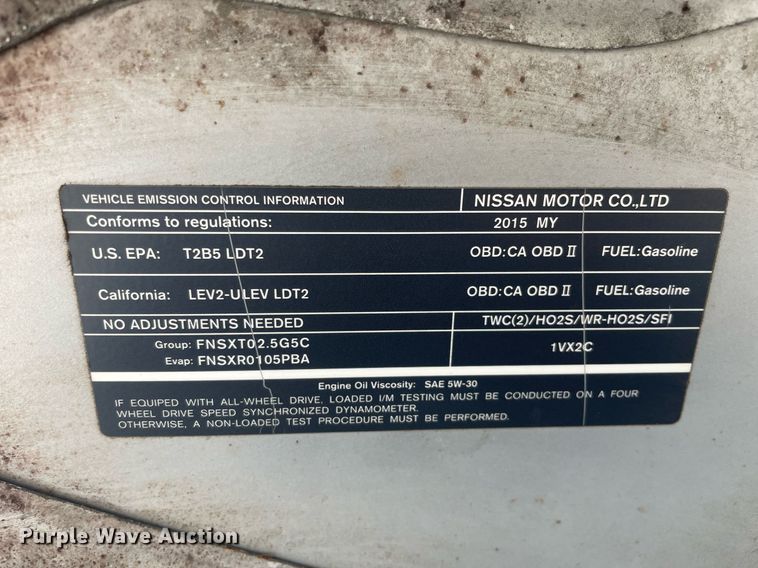 VEHICLE EMISSION CONTROL INFORMATION NISSAN MOTOR CO.,LTD
Conforms to regulations: 2015 MY
U.S. EPA: T2B5 LDT2 OBD:CA OBD II FUEL:Gasoline
California: LEV2-ULEV LDT2 OBD:CA OBD II FUEL:Gasoline
NO ADJUSTMENTS NEEDED TWC(2)/HO2S/WR-HO2S/SFI
Group: FNSXT02.5G5C 1VX2C
Evap: FNSXR0105PBA
Engine Oil Viscosity: SAE 5W-30
IF EQUIPED WITH ALL-WHEEL DRIVE. LOADED I/M TESTING MUST BE CONDUCTED ON A FOUR
WHEEL DRIVE SPEED SYNCHRONIZED DYNAMOMETER.
OTHERWISE, A NON-LOADED TEST PROCEDURE MUST BE PERFORMED.
Purple Wave Auction